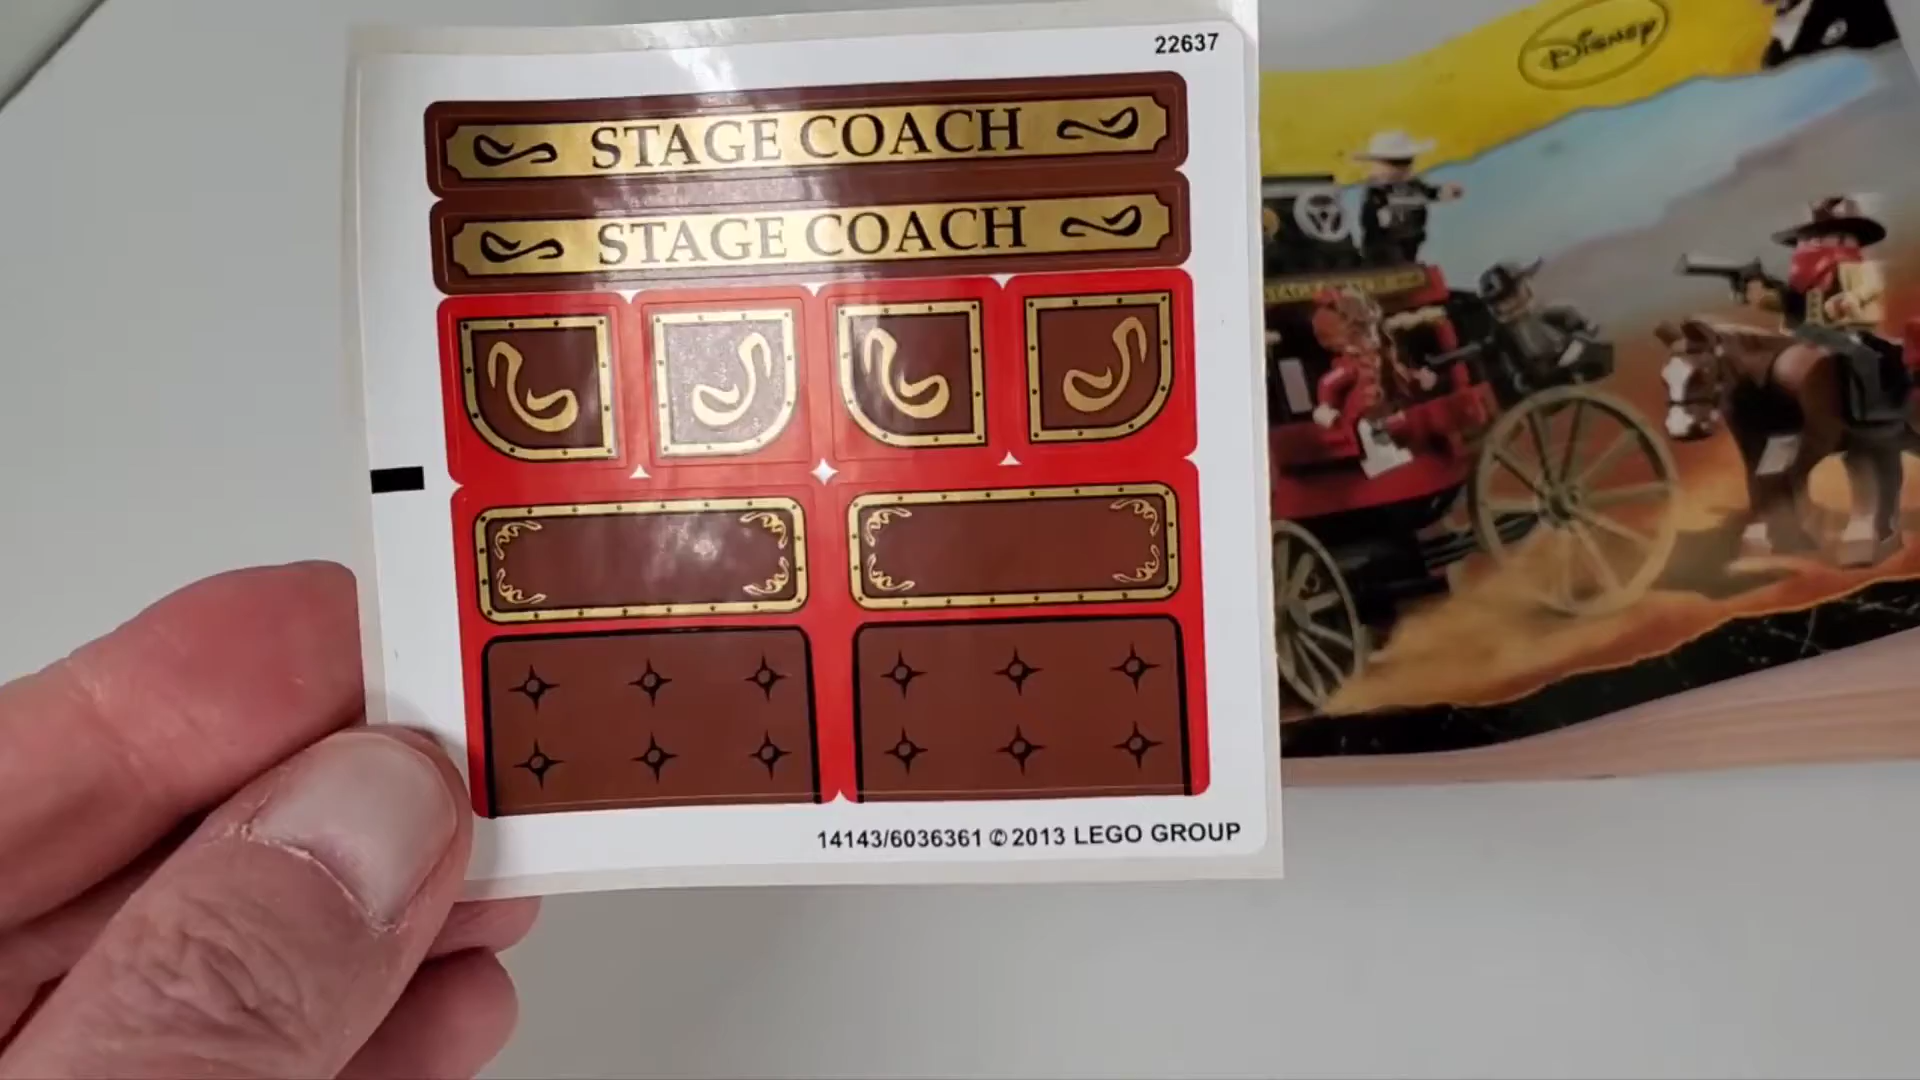 22637
STAGE COACH
STAGE COACH
14143/6036361 © 2013 LEGO GROUP
Disney